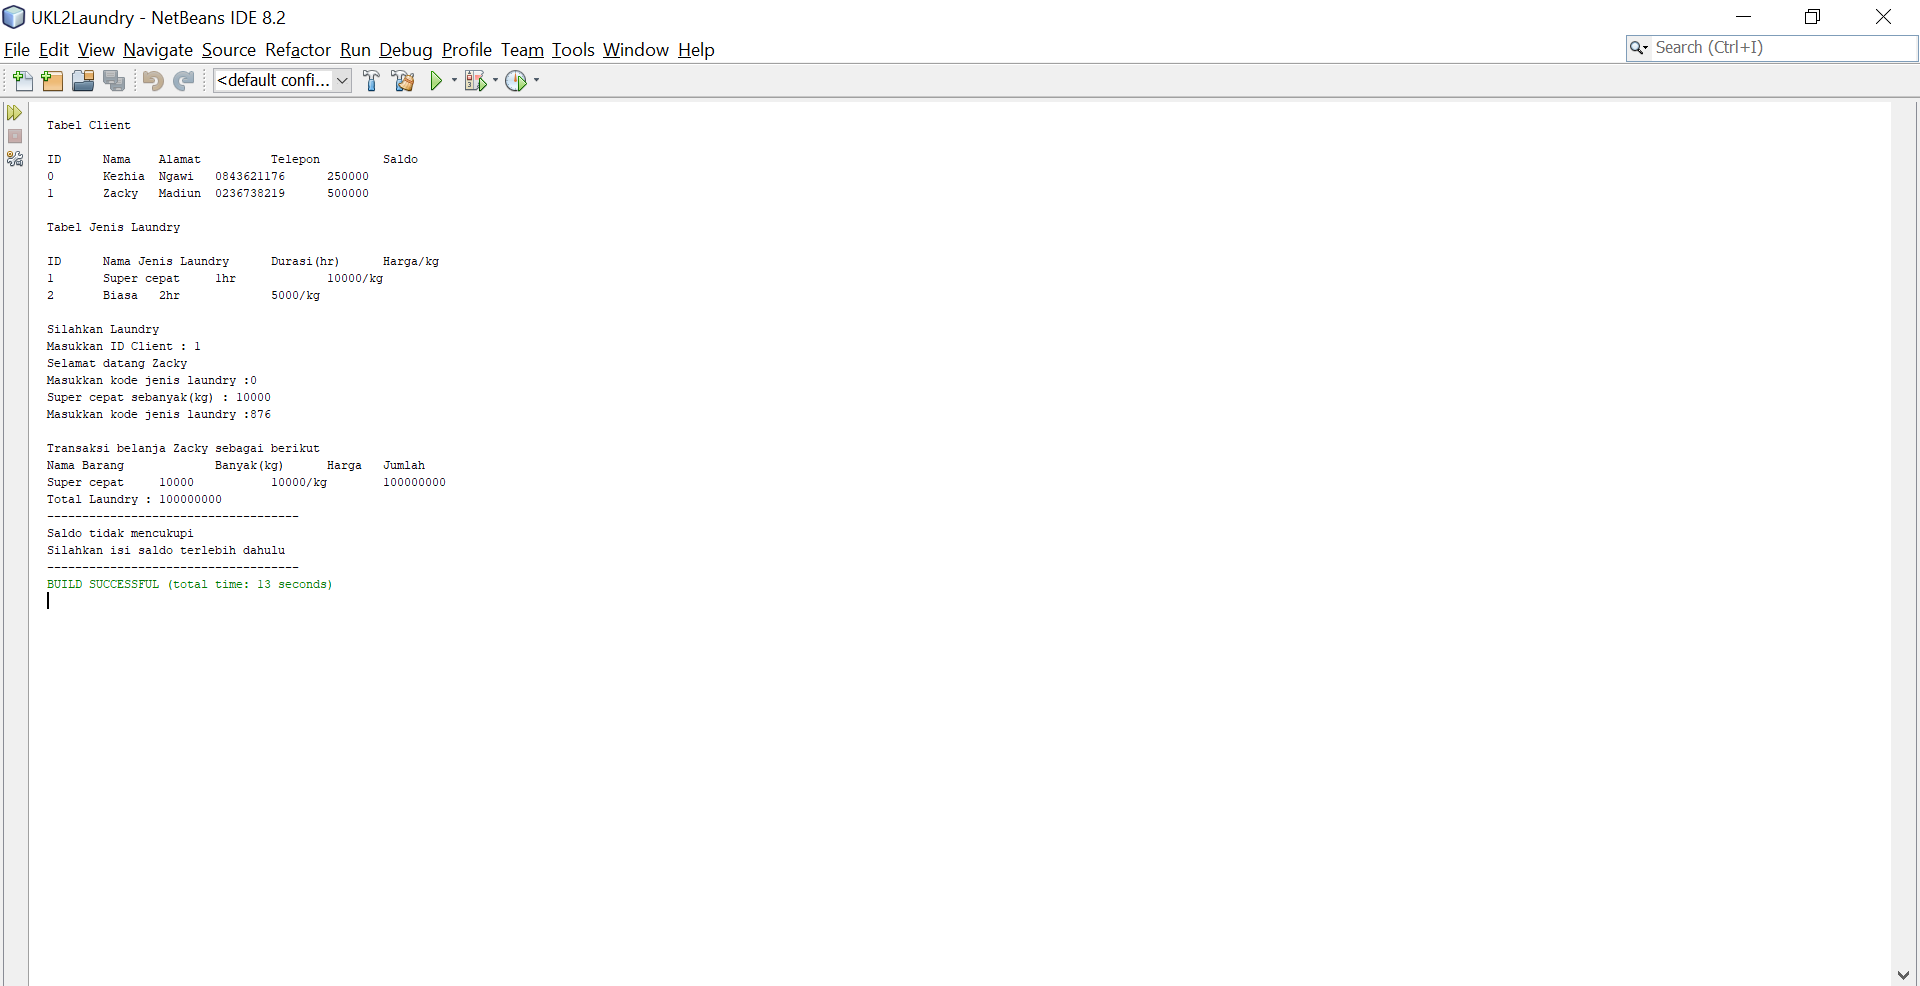 UKL2Laundry - NetBeans IDE 8.2
File Edit View Navigate Source Refactor Run Debug Profile Team Tools Window Help
Search (Ctrl+I)
<default confi...
Tabel Client
ID Nama Alamat Telepon Saldo
0 Kezhia Ngawi 0843621176 250000
1 Zacky Madiun 0236738219 500000
Tabel Jenis Laundry
ID Nama Jenis Laundry Durasi(hr) Harga/kg
1 Super cepat 1hr 10000/kg
2 Biasa 2hr 5000/kg
Silahkan Laundry
Masukkan ID Client : 1
Selamat datang Zacky
Masukkan kode jenis laundry :0
Super cepat sebanyak(kg) : 10000
Masukkan kode jenis laundry :876
Transaksi belanja Zacky sebagai berikut
Nama Barang Banyak(kg) Harga Jumlah
Super cepat 10000 10000/kg 100000000
Total Laundry : 100000000
------------------------------------
Saldo tidak mencukupi
Silahkan isi saldo terlebih dahulu
------------------------------------
BUILD SUCCESSFUL (total time: 13 seconds)